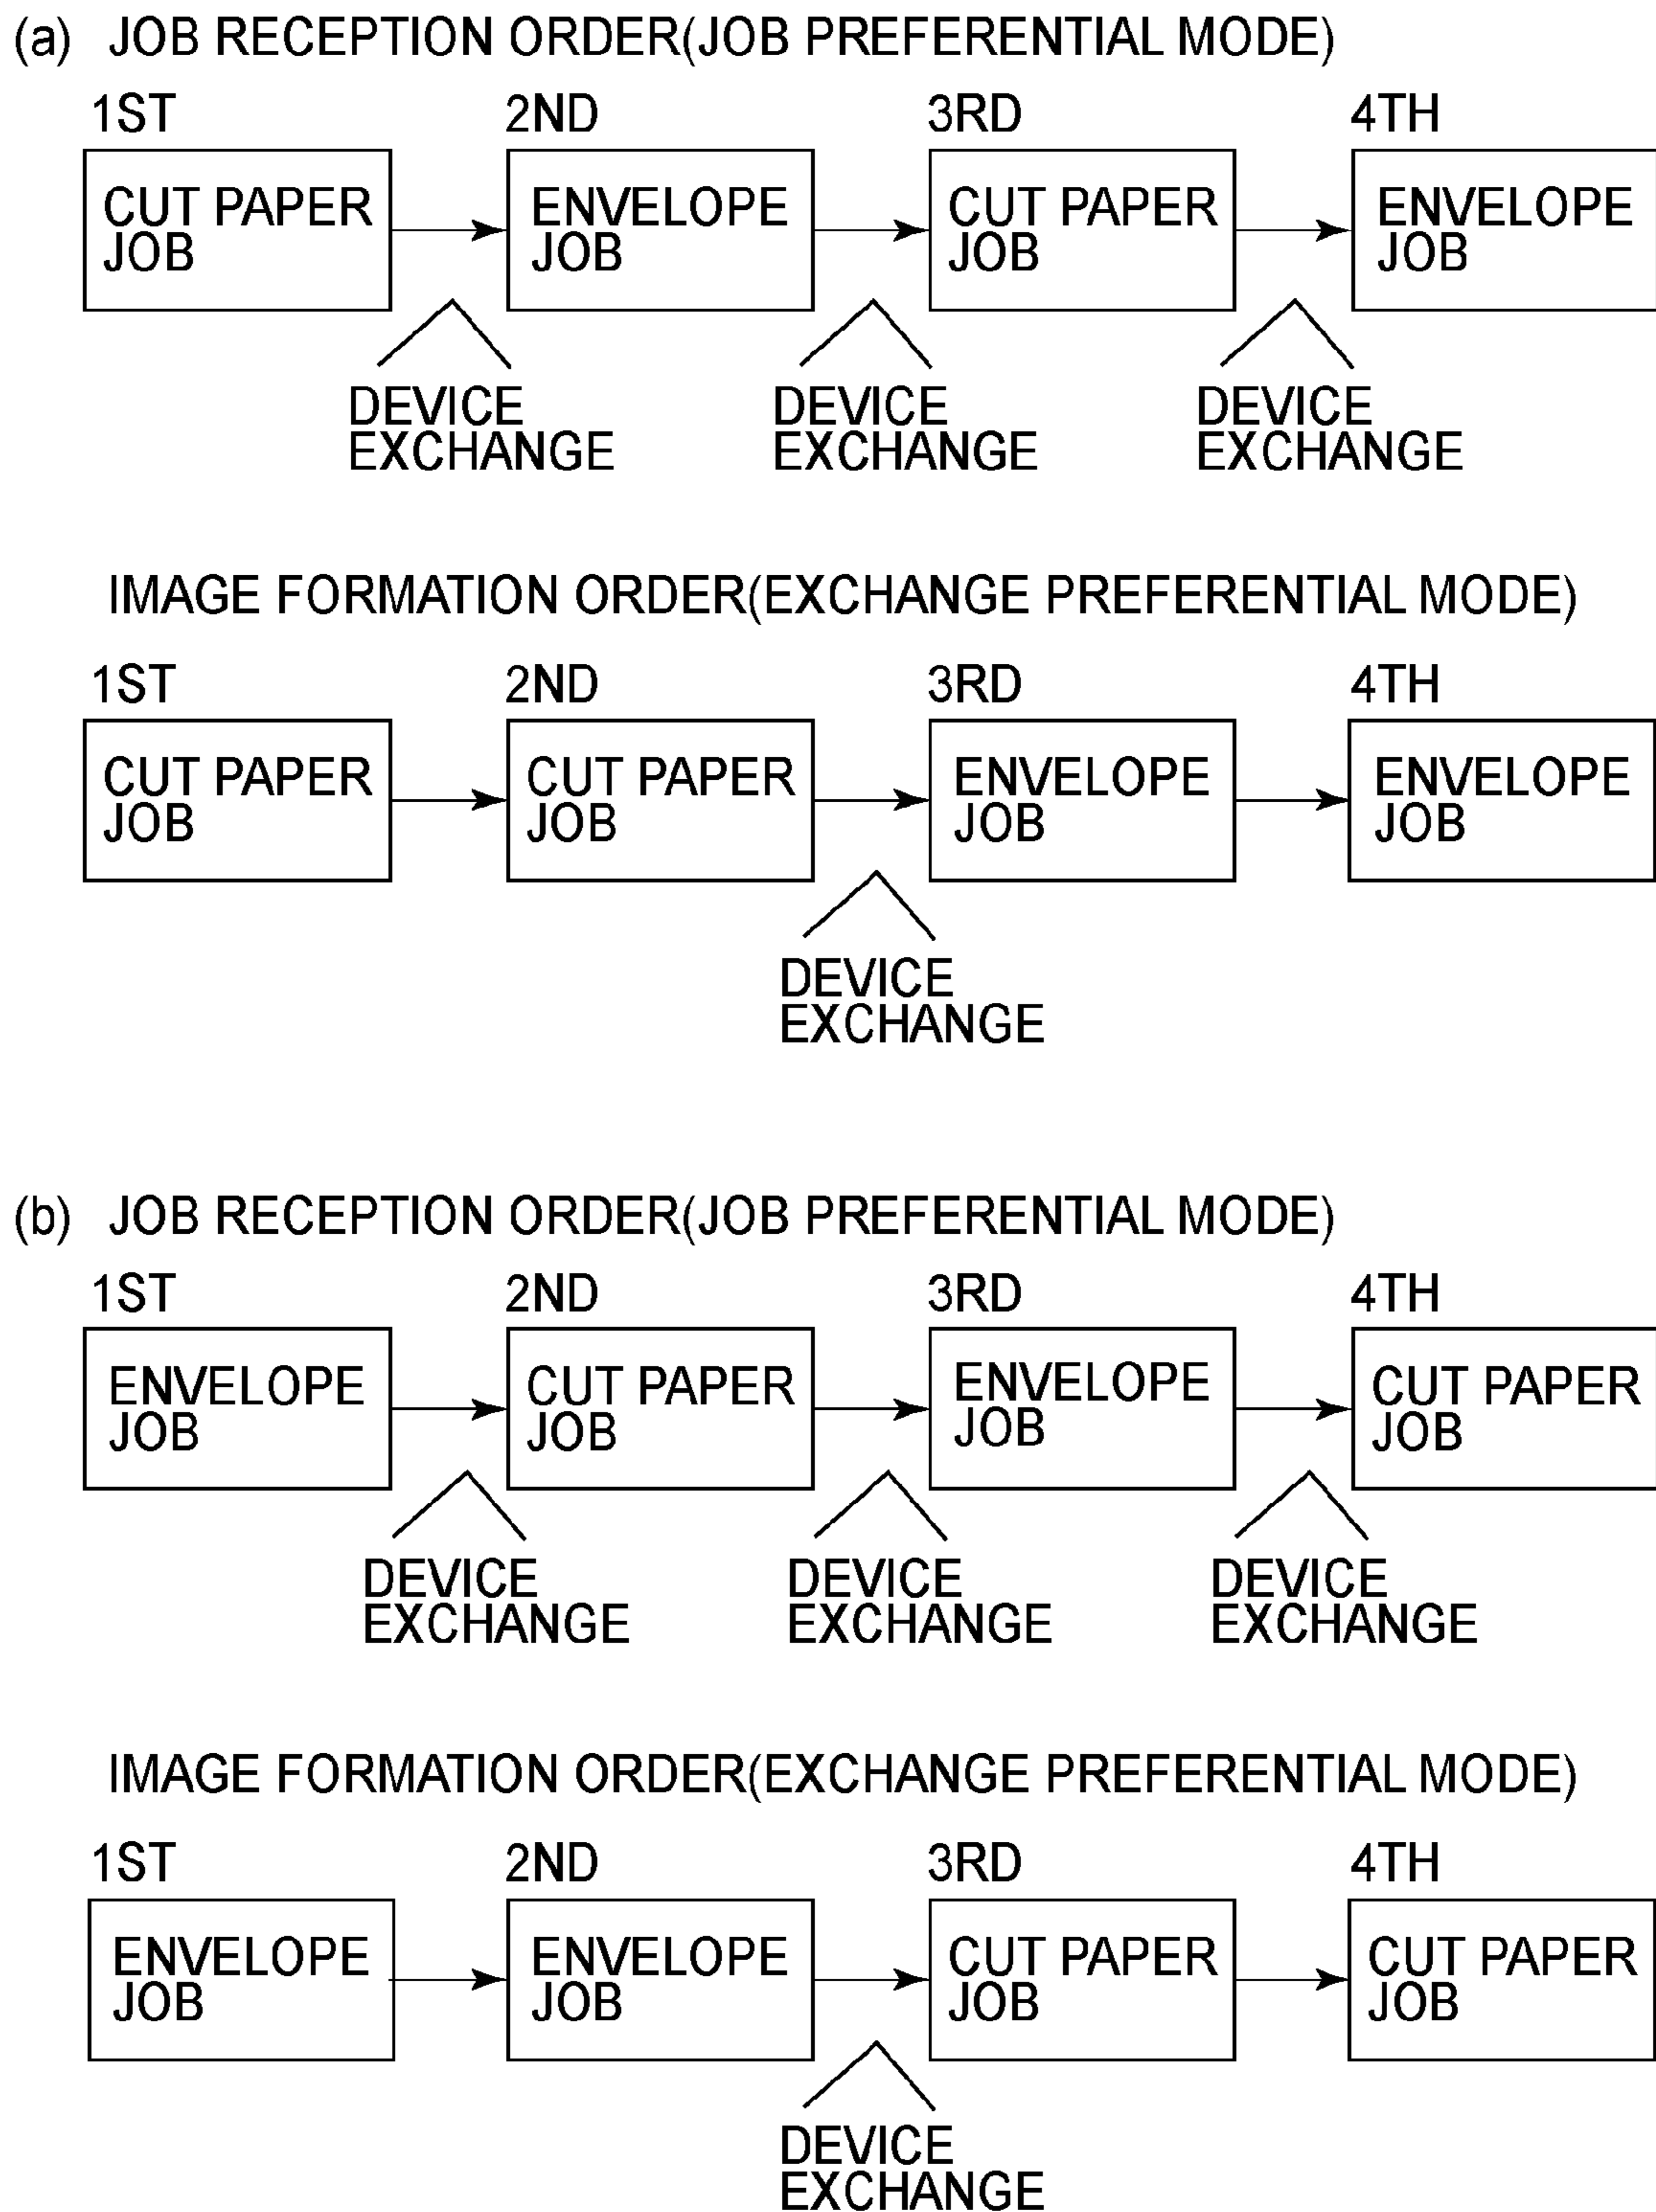 (a) JOB RECEPTION ORDER(JOB PREFERENTIAL MODE)
1ST 2ND 3RD 4TH
CUT PAPER ENVELOPE CUT PAPER ENVELOPE
JOB JOB JOB JOB
DEVICE DEVICE DEVICE
EXCHANGE EXCHANGE EXCHANGE
IMAGE FORMATION ORDER(EXCHANGE PREFERENTIAL MODE)
1ST 2ND 3RD 4TH
CUT PAPER CUT PAPER ENVELOPE ENVELOPE
JOB JOB JOB JOB
DEVICE
EXCHANGE
(b) JOB RECEPTION ORDER(JOB PREFERENTIAL MODE)
1ST 2ND 3RD 4TH
ENVELOPE CUT PAPER ENVELOPE CUT PAPER
JOB JOB JOB JOB
DEVICE DEVICE DEVICE
EXCHANGE EXCHANGE EXCHANGE
IMAGE FORMATION ORDER(EXCHANGE PREFERENTIAL MODE)
1ST 2ND 3RD 4TH
ENVELOPE ENVELOPE CUT PAPER CUT PAPER
JOB JOB JOB JOB
DEVICE
EXCHANGE